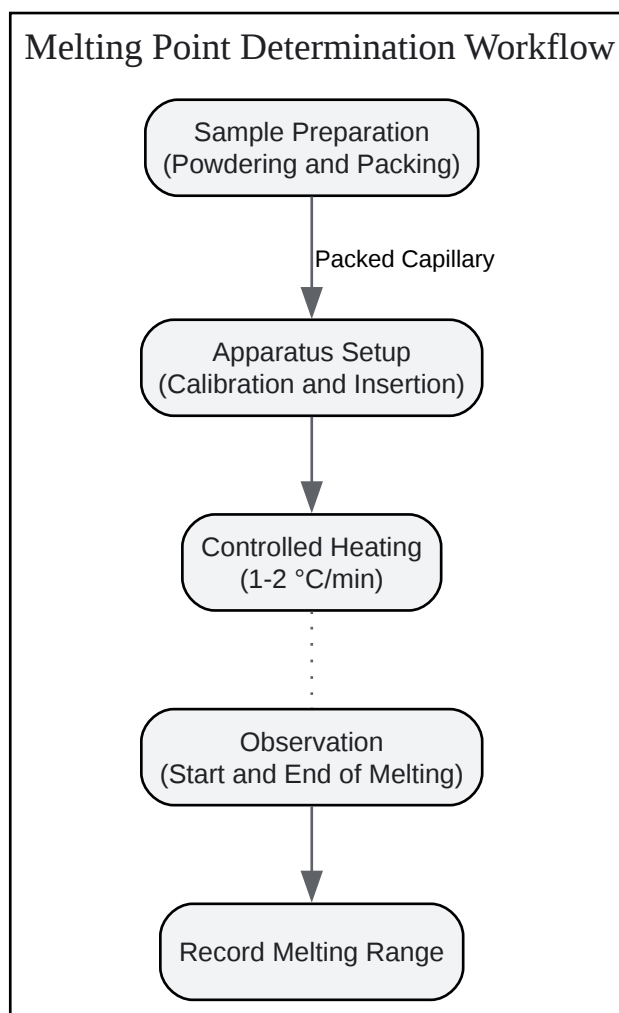 Melting Point Determination Workflow
Sample Preparation
(Powdering and Packing)
Packed Capillary
Apparatus Setup
(Calibration and Insertion)
Controlled Heating
(1-2 °C/min)
Observation
(Start and End of Melting)
Record Melting Range